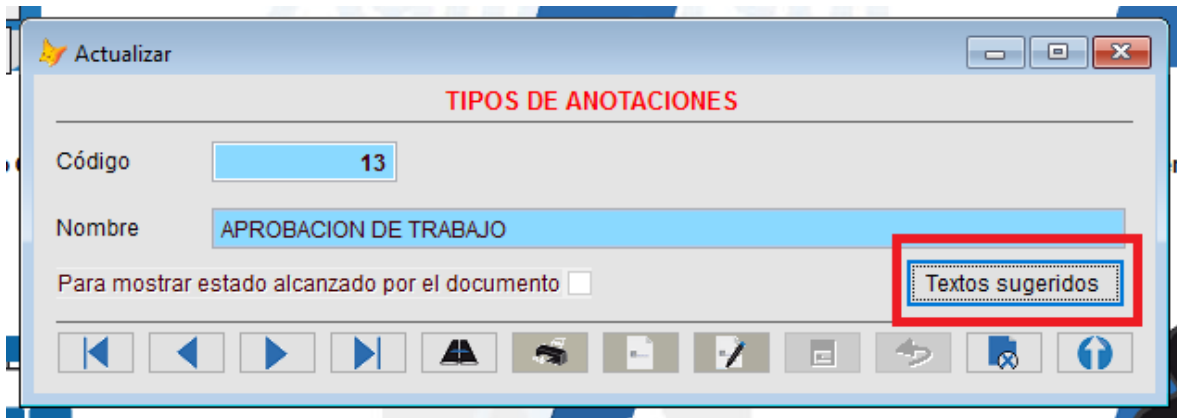 Actualizar
TIPOS DE ANOTACIONES
Código 13
Nombre APROBACION DE TRABAJO
Para mostrar estado alcanzado por el documento Textos sugeridos